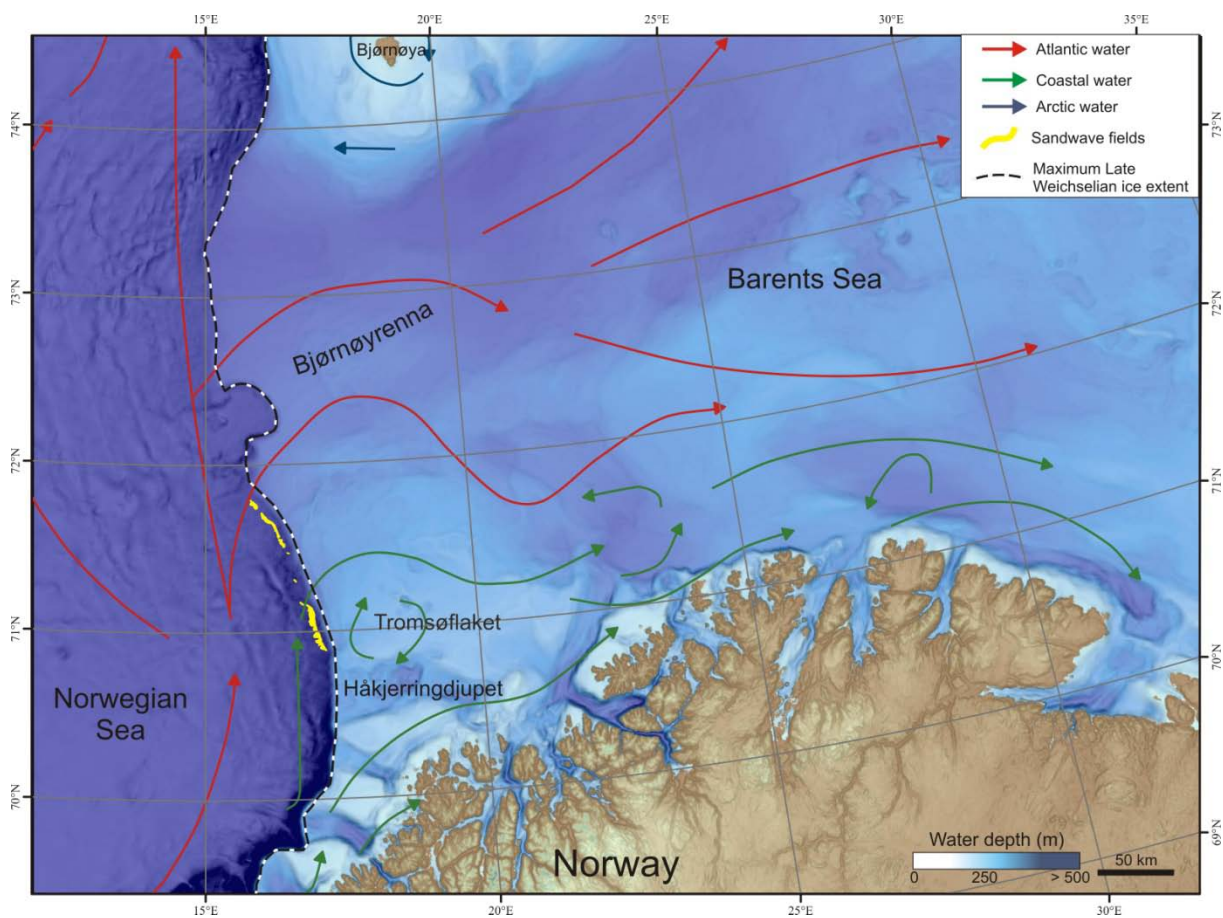 15°E
20°E
25°E
30°E
35°E
Bjørnøya
Atlantic water
Coastal water
Arctic water
Sandwave fields
Maximum Late
Weichselian ice extent
74°N
73°N
73°N
Barents Sea
72°N
Bjørnøyrenna
72°N
71°N
71°N
Tromsøflaket
Håkjerringdjupet
Norwegian
Sea
70°N
70°N
69°N
Norway
Water depth (m)
0
250
> 500
50 km
15°E
20°E
25°E
30°E